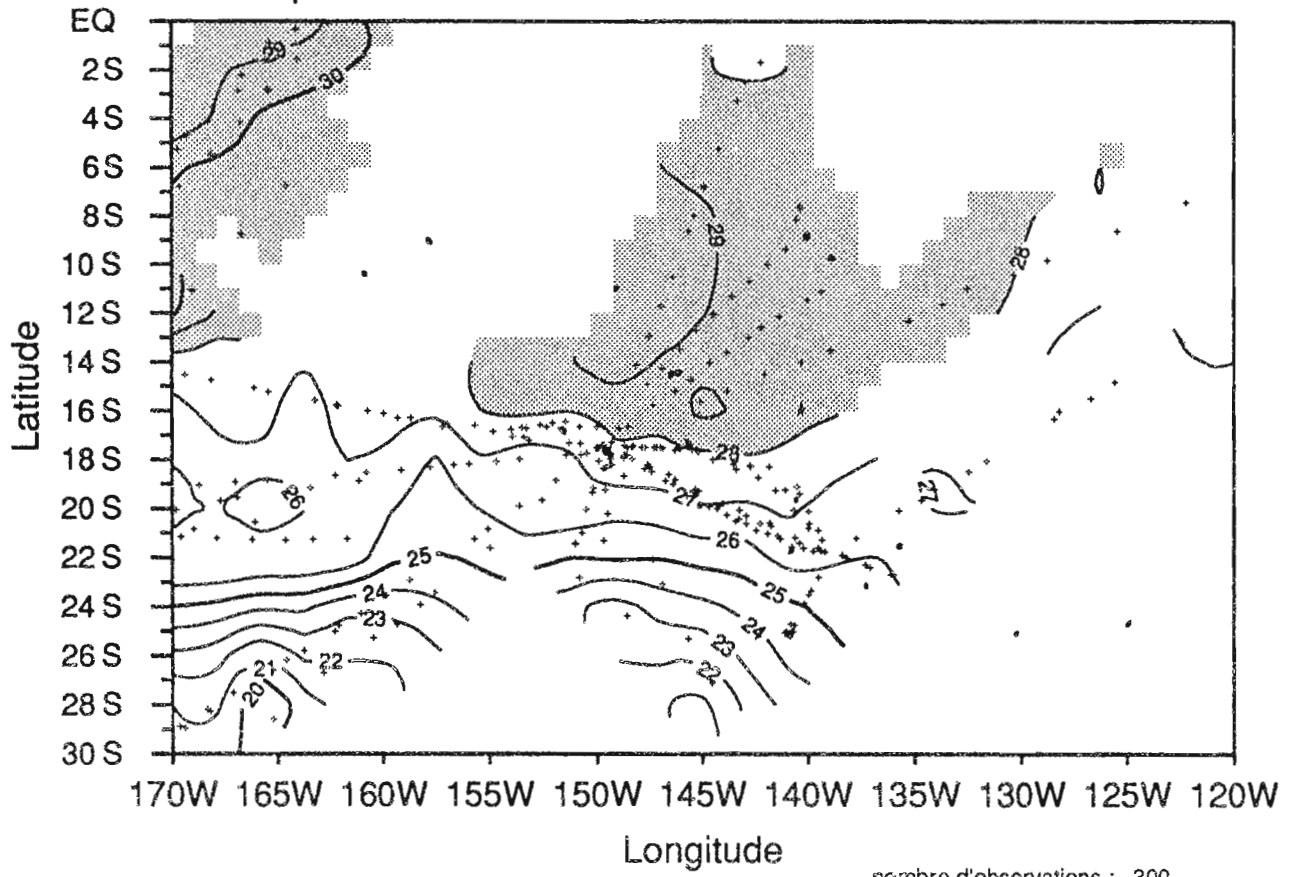 EQ
2S
4S
6S
8S
10S
12S
14S
16S
18S
20S
22S
24S
26S
28S
30S
Latitude
29
30
29
28
28
27
27
26
26
25
25
24
24
23
23
22
22
21
20
170W 165W 160W 155W 150W 145W 140W 135W 130W 125W 120W
Longitude
nombre d'observations : 300